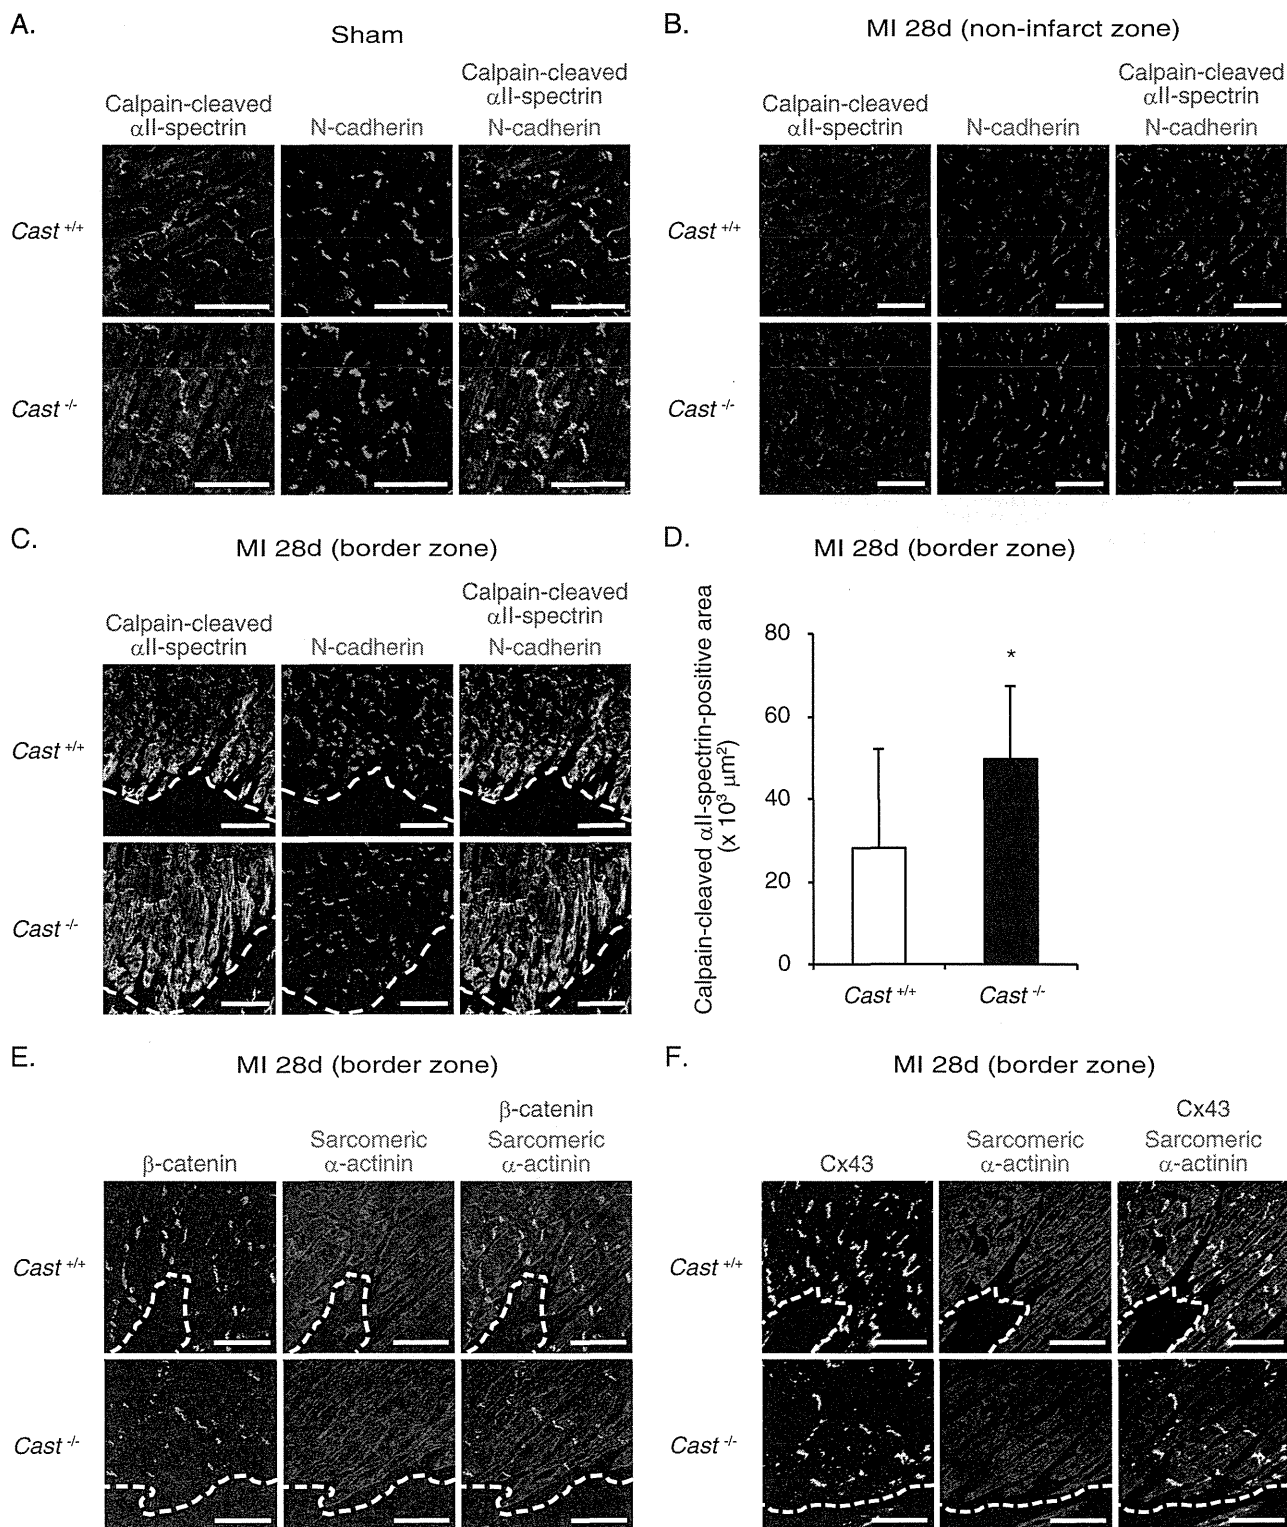 A.
Sham
Calpain-cleaved
αII-spectrin
N-cadherin
Calpain-cleaved
αII-spectrin
N-cadherin
Cast +/+
Cast -/-
B.
MI 28d (non-infarct zone)
Calpain-cleaved
αII-spectrin
N-cadherin
Calpain-cleaved
αII-spectrin
N-cadherin
Cast +/+
Cast -/-
C.
MI 28d (border zone)
Calpain-cleaved
αII-spectrin
N-cadherin
Calpain-cleaved
αII-spectrin
N-cadherin
Cast +/+
Cast -/-
D.
MI 28d (border zone)
Calpain-cleaved αII-spectrin-positive area
(x 10³ μm²)
80
60
40
20
0
*
Cast +/+
Cast -/-
E.
MI 28d (border zone)
β-catenin
Sarcomeric
α-actinin
β-catenin
Sarcomeric
α-actinin
Cast +/+
Cast -/-
F.
MI 28d (border zone)
Cx43
Sarcomeric
α-actinin
Cx43
Sarcomeric
α-actinin
Cast +/+
Cast -/-